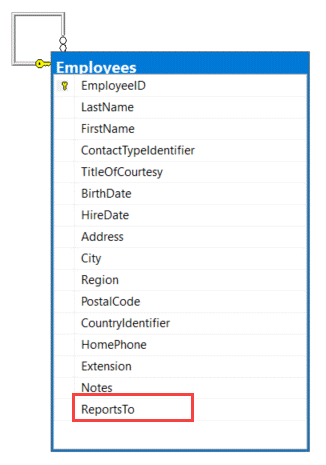 Employees
EmployeeID
LastName
FirstName
ContactTypeIdentifier
TitleOfCourtesy
BirthDate
HireDate
Address
City
Region
PostalCode
CountryIdentifier
HomePhone
Extension
Notes
ReportsTo